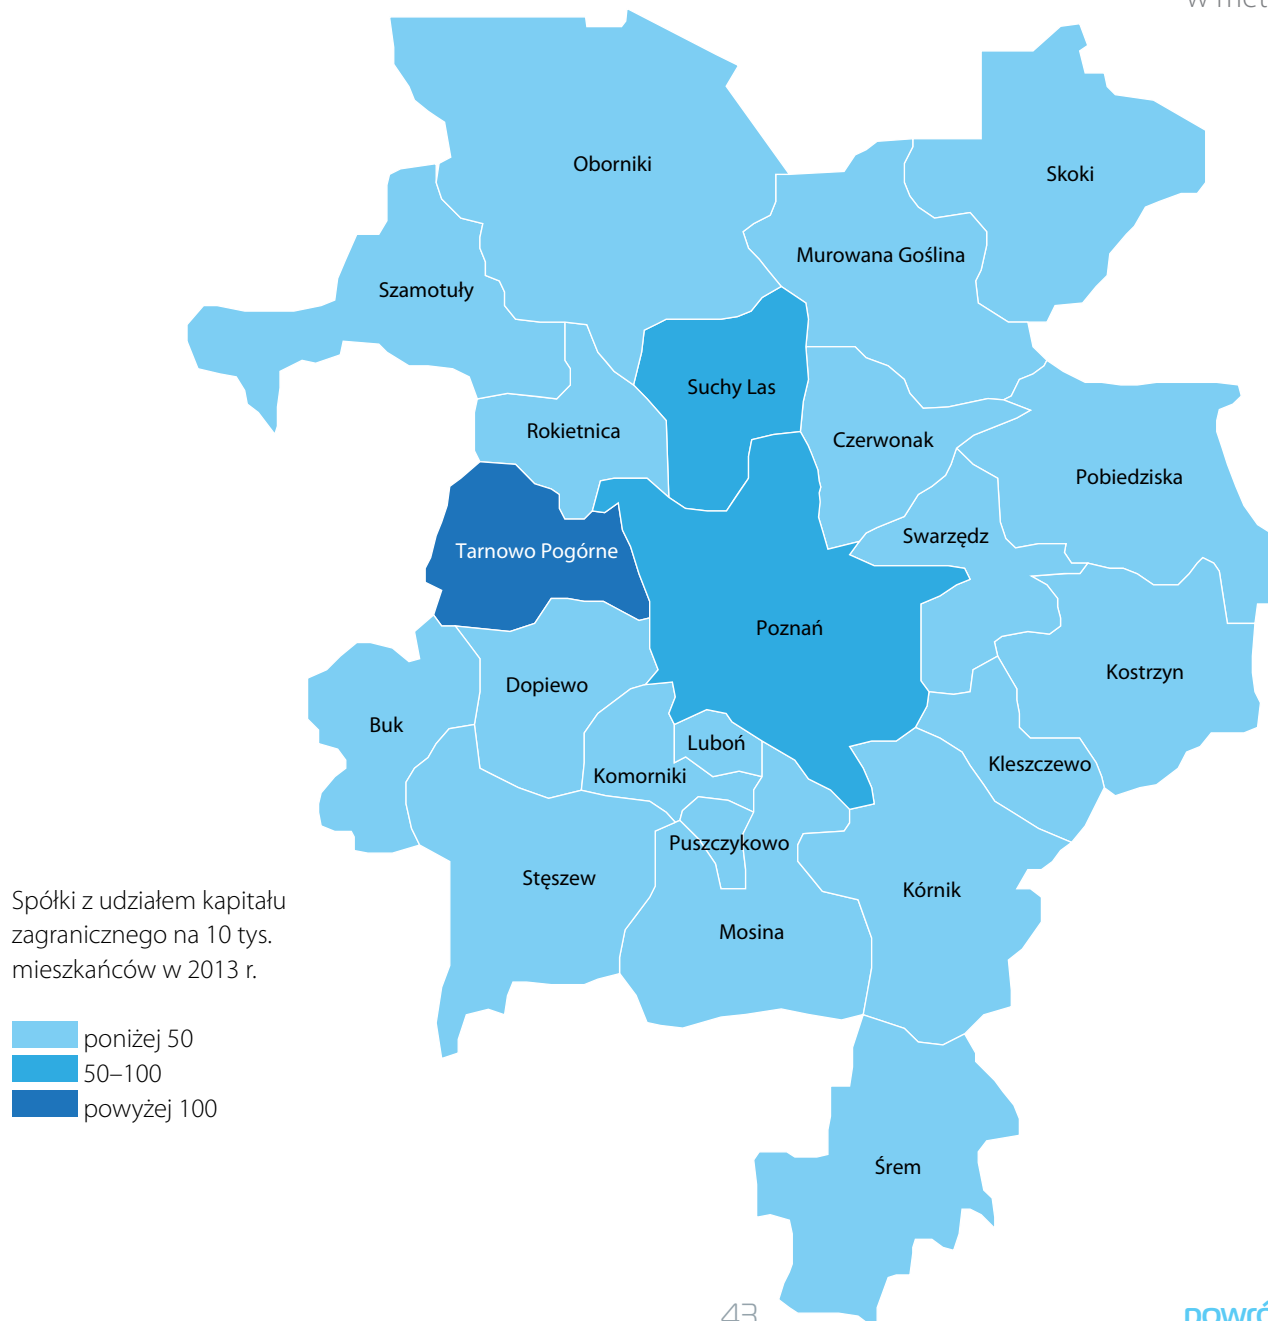 w met
Oborniki
Skoki
Murowana Goślina
Szamotuły
Suchy Las
Rokietnica
Czerwonak
Pobiedziska
Swarzędz
Tarnowo Pogórne
Poznań
Kostrzyn
Dopiewo
Buk
Luboń
Kleszczewo
Komorniki
Puszczykowo
Stęszew
Kórnik
Mosina
Śrem
Spółki z udziałem kapitału
zagranicznego na 10 tys.
mieszkańców w 2013 r.
poniżej 50
50–100
powyżej 100
43
powró